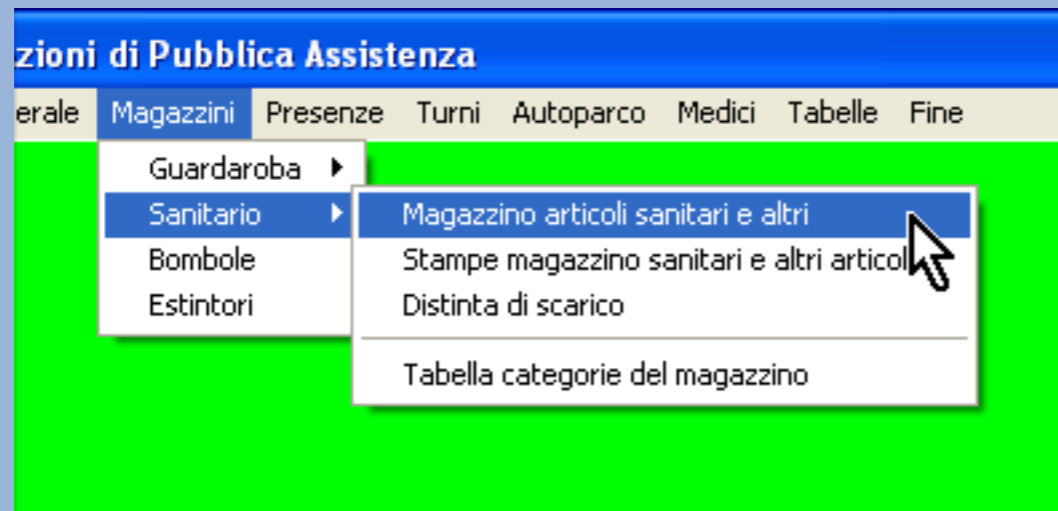 zioni di Pubblica Assistenza
erale Magazzini Presenze Turni Autoparco Medici Tabelle Fine
Guardaroba
Sanitario
Bombole
Estintori
Magazzino articoli sanitari e altri
Stampe magazzino sanitari e altri articol
Distinta di scarico
Tabella categorie del magazzino